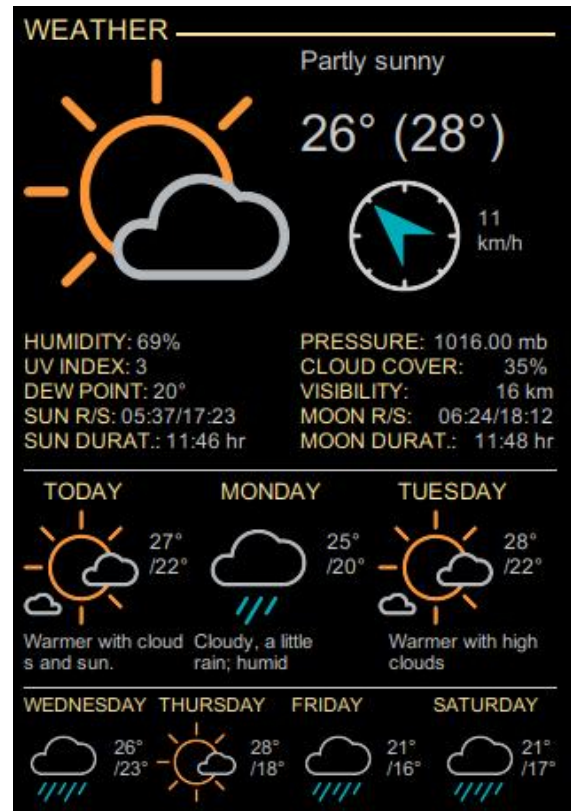 WEATHER
Partly sunny
26° (28°)
11
km/h
HUMIDITY: 69%
PRESSURE: 1016.00 mb
UV INDEX: 3
CLOUD COVER: 35%
DEW POINT: 20°
VISIBILITY: 16 km
SUN R/S: 05:37/17:23
MOON R/S: 06:24/18:12
SUN DURAT.: 11:46 hr
MOON DURAT.: 11:48 hr
TODAY MONDAY TUESDAY
27° 25° 28°
/22° /20° /22°
Warmer with cloud
s and sun.
Cloudy, a little
rain; humid
Warmer with high
clouds
WEDNESDAY THURSDAY FRIDAY SATURDAY
26° 28° 21° 21°
/23° /18° /16° /17°